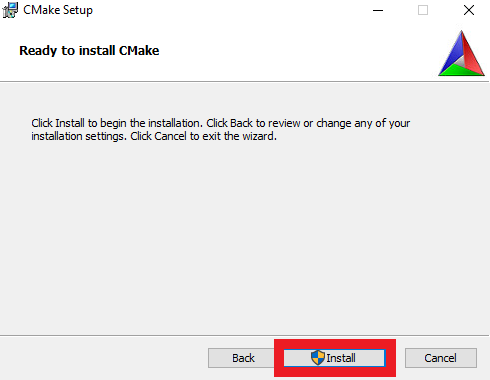 CMake Setup
Ready to install CMake
Click Install to begin the installation. Click Back to review or change any of your
installation settings. Click Cancel to exit the wizard.
Back
Install
Cancel